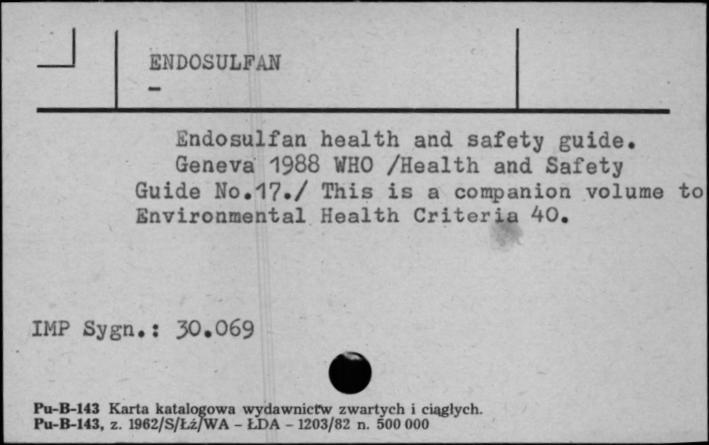 ENDOSULFAN
Endosulfan health and safety guide.
Geneva 1988 WHO /Health and Safety
Guide No.17./ This is a companion volume to
Environmental Health Criteria 40.
IMP Sygn.: 30.069
Pu-B-143 Karta katalogowa wydawnictw zwartych i ciągłych.
Pu-B-143, z. 1962/S/Łż/WA - ŁDA - 1203/82 n. 500 000